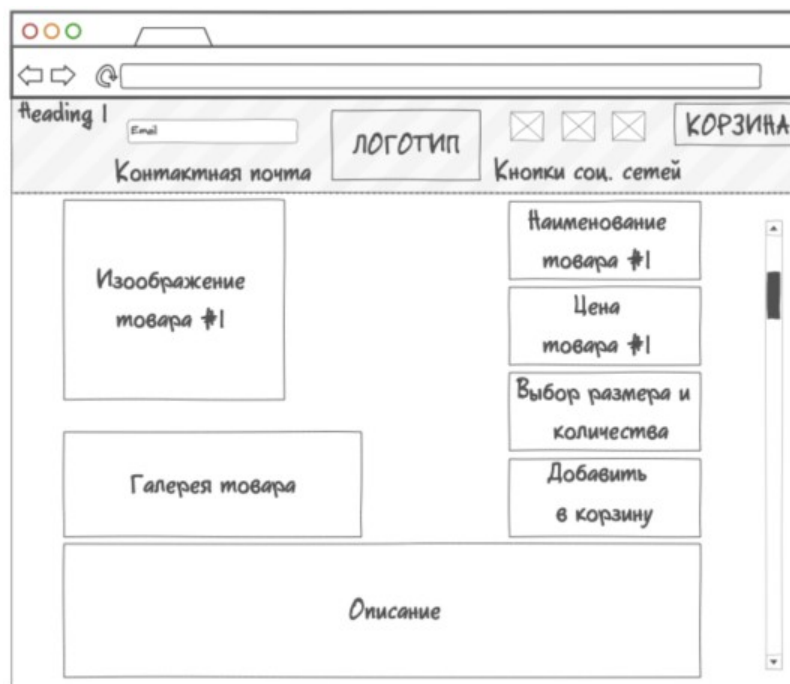 Heading 1
Email
Контактная почта
ЛОГОТИП
Кнопки соц. сетей
КОРЗИНА
Изоображение
товара #1
Наименование
товара #1
Цена
товара #1
Выбор размера и
количества
Галерея товара
Добавить
в корзину
Описание